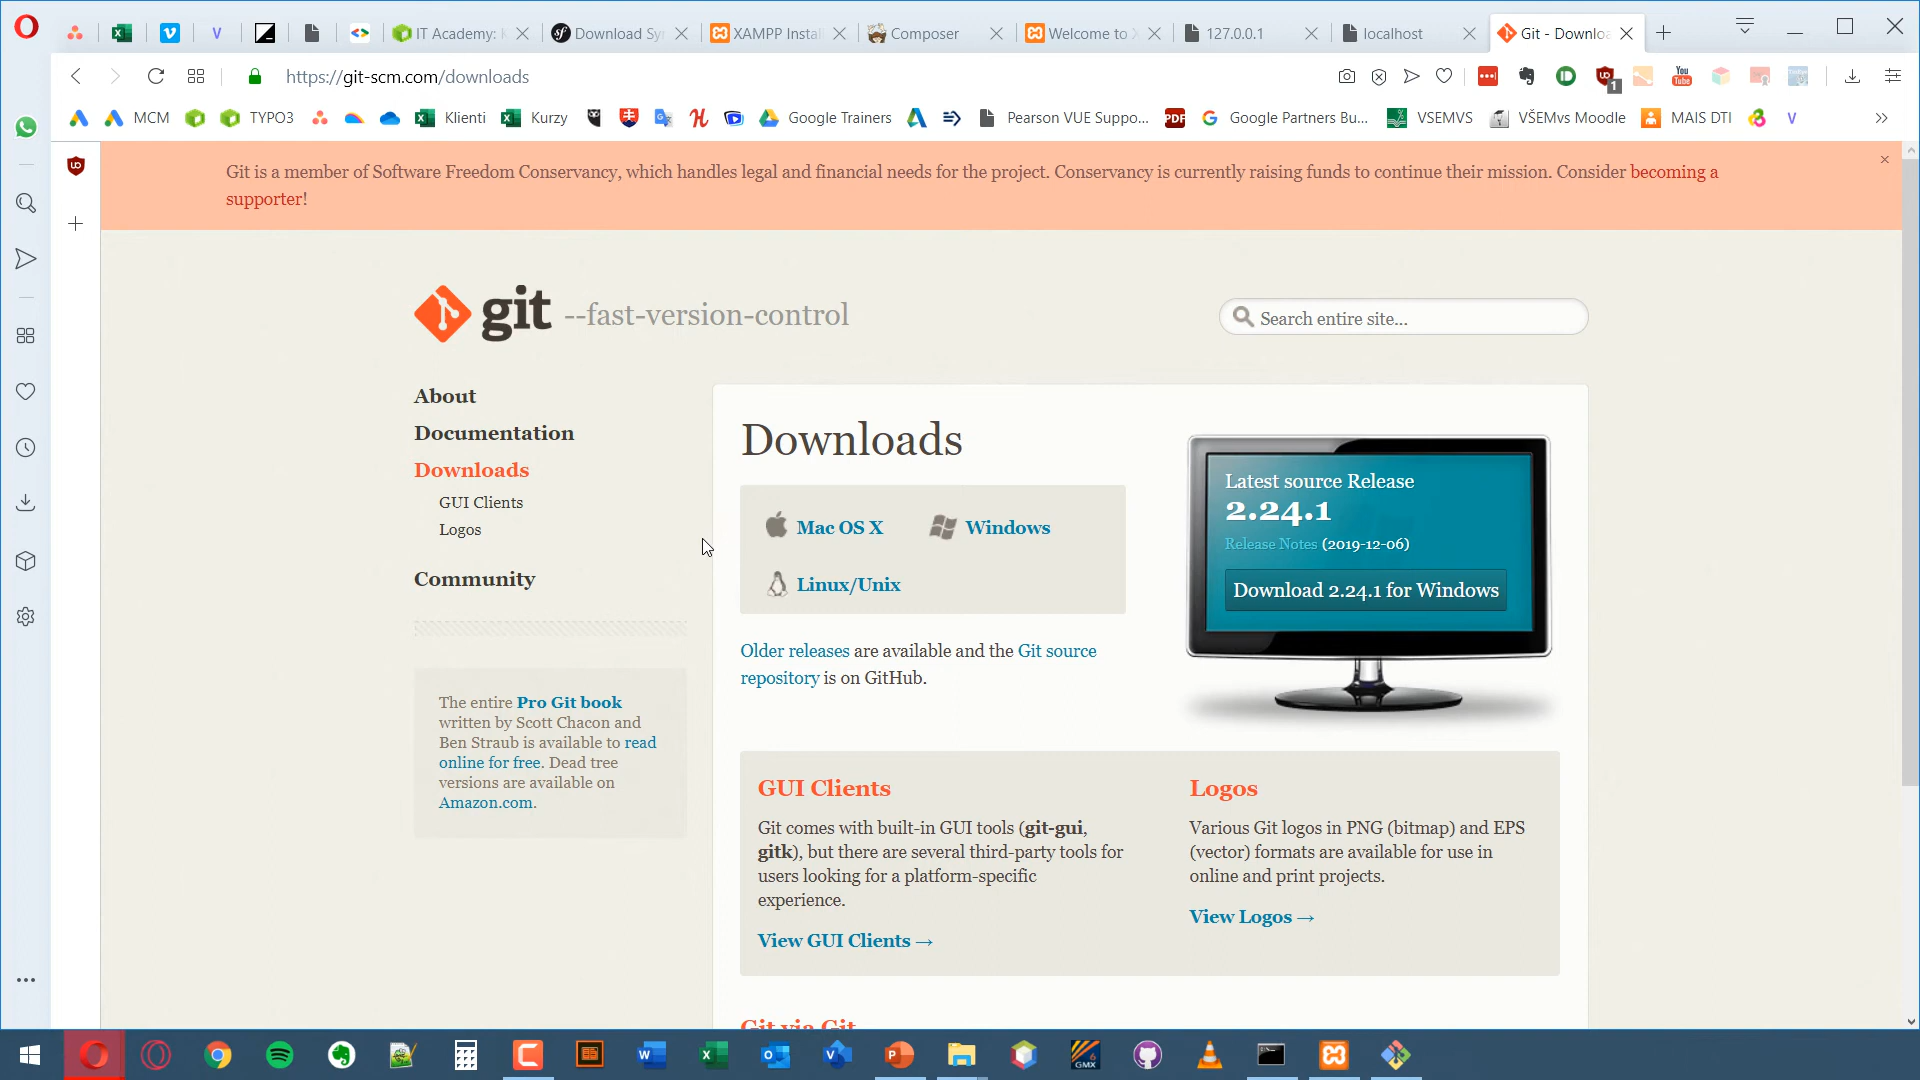 IT Academy:
Download Sy
XAMPP Insta
Composer
Welcome to
127.0.0.1
localhost
Git - Downlo
https://git-scm.com/downloads
1
MCM
TYPO3
Klienti
Kurzy
Google Trainers
Pearson VUE Suppo...
Google Partners Bu...
VSEMVS
VŠEMvs Moodle
MAIS DTI
Git is a member of Software Freedom Conservancy, which handles legal and financial needs for the project. Conservancy is currently raising funds to continue their mission. Consider becoming a
supporter!
git --fast-version-control
Search entire site...
About
Documentation
Downloads
GUI Clients
Logos
Community
The entire Pro Git book
written by Scott Chacon and
Ben Straub is available to read
online for free. Dead tree
versions are available on
Amazon.com.
Downloads
Mac OS X
Windows
Linux/Unix
Older releases are available and the Git source
repository is on GitHub.
Latest source Release
2.24.1
Release Notes (2019-12-06)
Download 2.24.1 for Windows
GUI Clients
Git comes with built-in GUI tools (git-gui,
gitk), but there are several third-party tools for
users looking for a platform-specific
experience.
View GUI Clients →
Logos
Various Git logos in PNG (bitmap) and EPS
(vector) formats are available for use in
online and print projects.
View Logos →
Git via Git